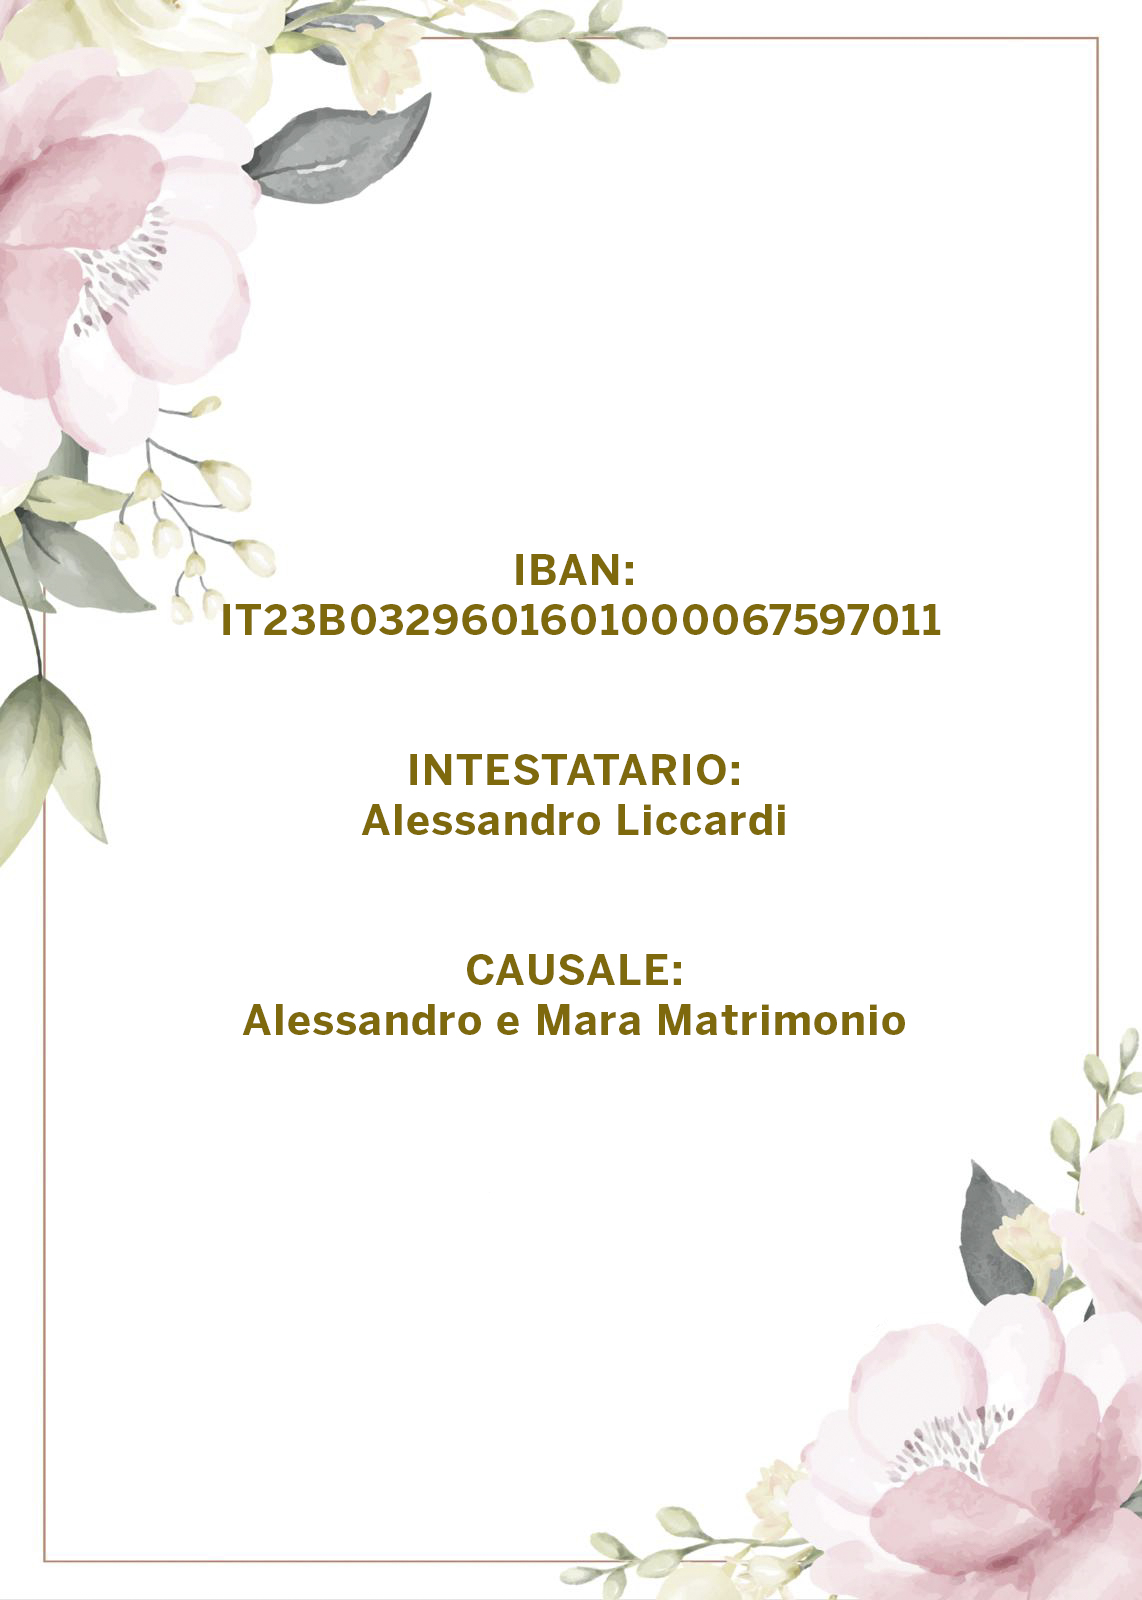 IBAN:
IT23B0329601601000067597011
INTESTATARIO:
Alessandro Liccardi
CAUSALE:
Alessandro e Mara Matrimonio